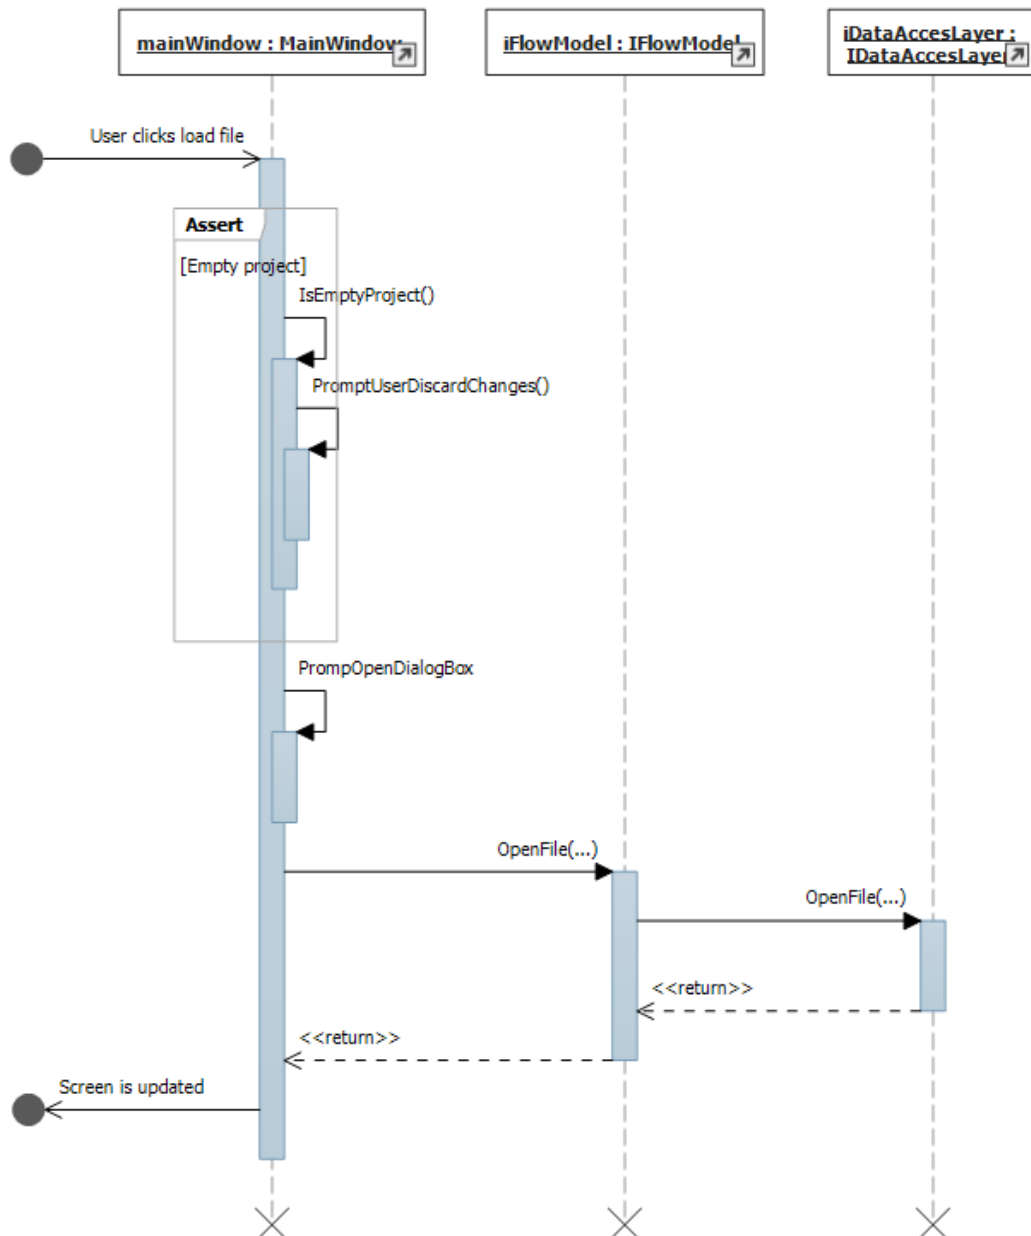 mainWindow : MainWindow
iFlowModel : IFlowModel
iDataAccesLayer :
IDataAccesLayer
User clicks load file
Assert
[Empty project]
IsEmptyProject()
PromptUserDiscardChanges()
PrompOpenDialogBox
OpenFile(...)
OpenFile(...)
<<return>>
<<return>>
Screen is updated